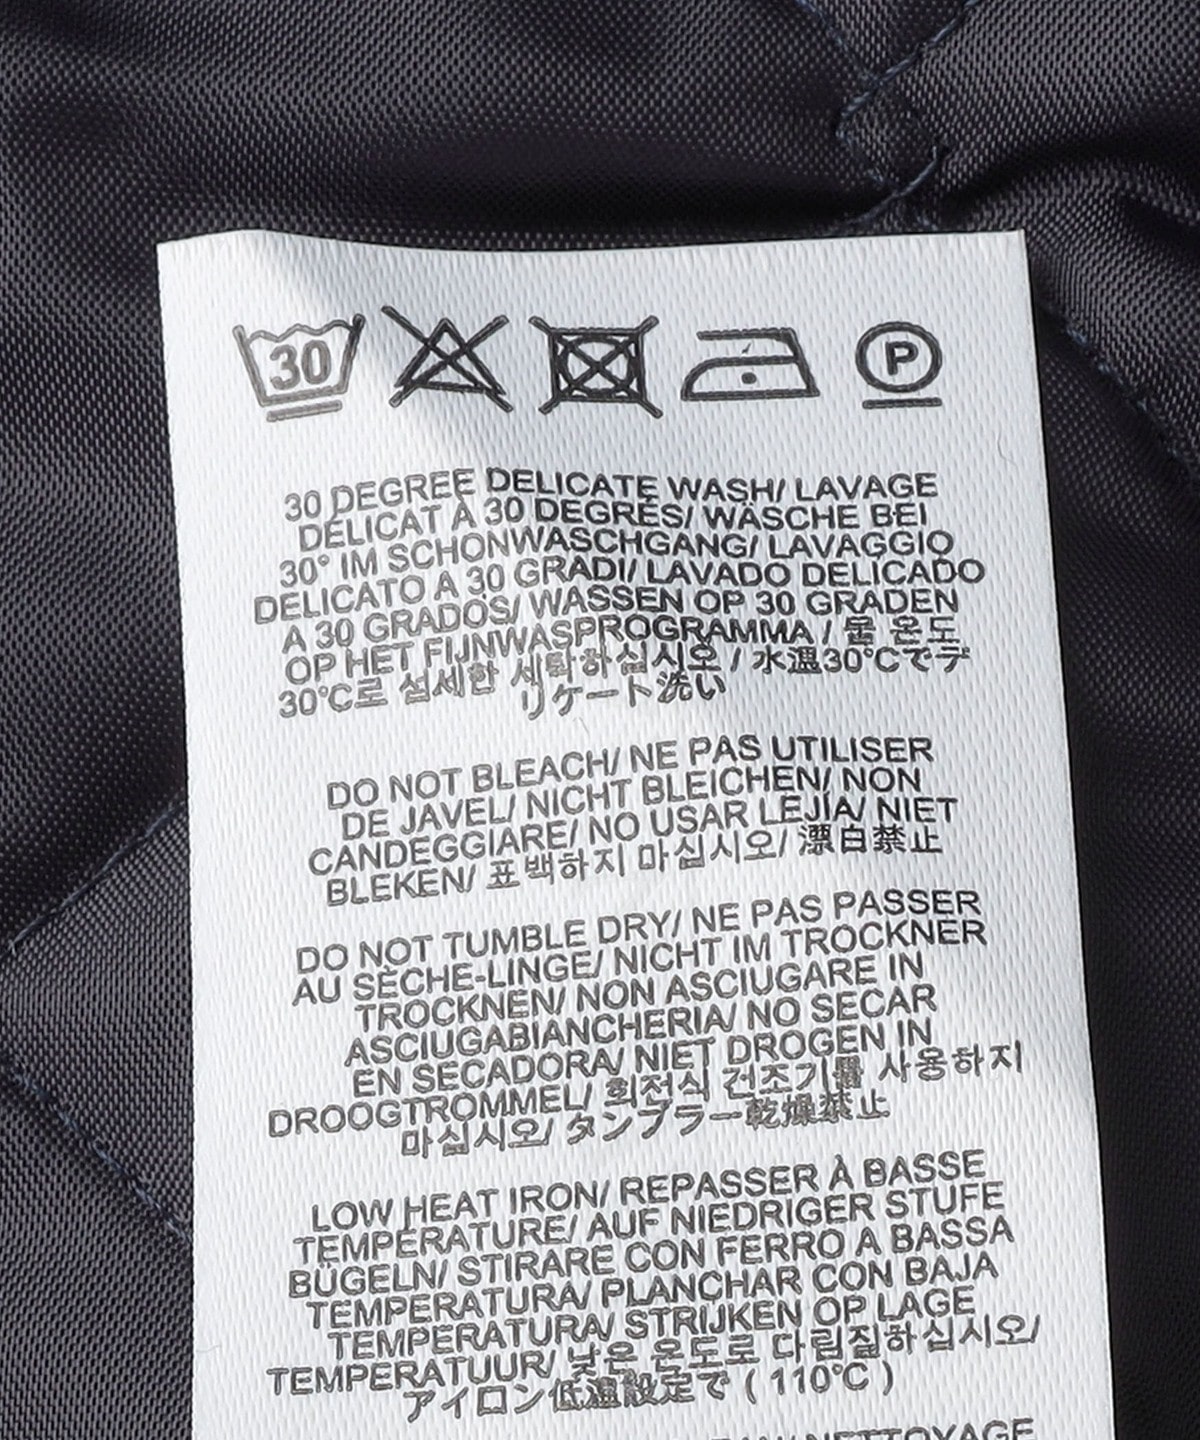 30 P
30 DEGREE DELICATE WASH/ LAVAGE
DÉLICAT À 30 DEGRÉS/ WÄSCHE BEI
30° IM SCHONWASCHGANG/ LAVAGGIO
DELICATO A 30 GRADI/ LAVADO DELICADO
A 30 GRADOS/ WASSEN OP 30 GRADEN
OP HET FIJNWASPROGRAMMA / 물 온도
30℃로 섬세한 세탁하십시오 / 水温30℃でデ
リケート洗い
DO NOT BLEACH/ NE PAS UTILISER
DE JAVEL/ NICHT BLEICHEN/ NON
CANDEGGIARE/ NO USAR LEJÍA/ NIET
BLEKEN/ 표백하지 마십시오/ 漂白禁止
DO NOT TUMBLE DRY/ NE PAS PASSER
AU SÈCHE-LINGE/ NICHT IM TROCKNER
TROCKNEN/ NON ASCIUGARE IN
ASCIUGABIANCHERIA/ NO SECAR
EN SECADORA/ NIET DROGEN IN
DROOGTROMMEL/ 회전식 건조기를 사용하지
마십시오/ タンブラー乾燥禁止
LOW HEAT IRON/ REPASSER À BASSE
TEMPÉRATURE/ AUF NIEDRIGER STUFE
BÜGELN/ STIRARE CON FERRO A BASSA
TEMPERATURA/ PLANCHAR CON BAJA
TEMPERATURA/ STRIJKEN OP LAGE
TEMPERATUUR/ 낮은 온도로 다림질하십시오/
アイロン低温設定で ( 110℃ )
NETTOYAGE